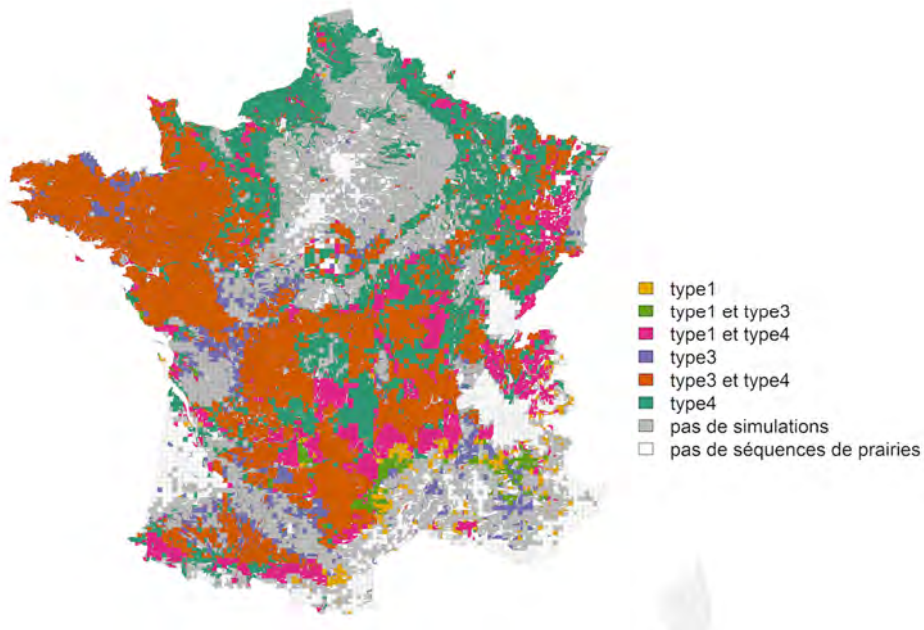 type1
type1 et type3
type1 et type4
type3
type3 et type4
type4
pas de simulations
pas de séquences de prairies